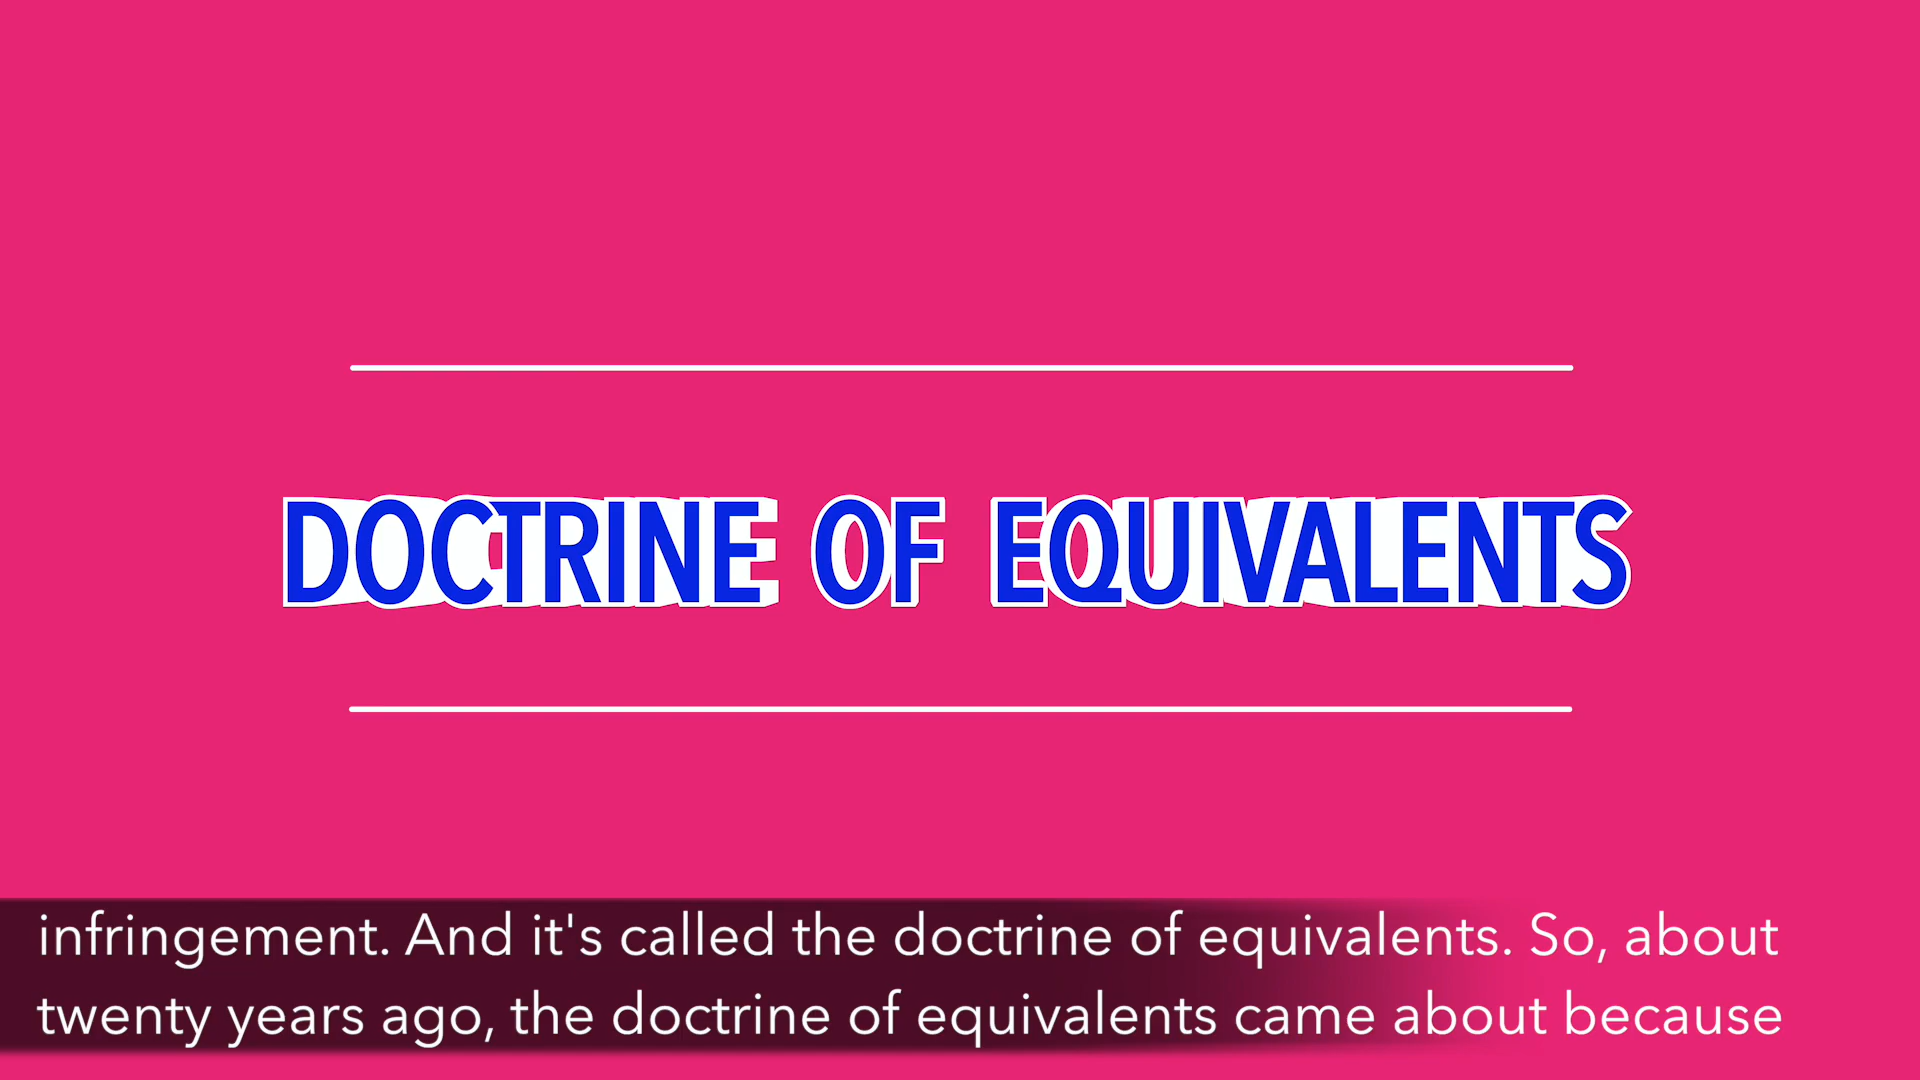 DOCTRINE OF EQUIVALENTS
infringement. And it's called the doctrine of equivalents. So, about
twenty years ago, the doctrine of equivalents came about because